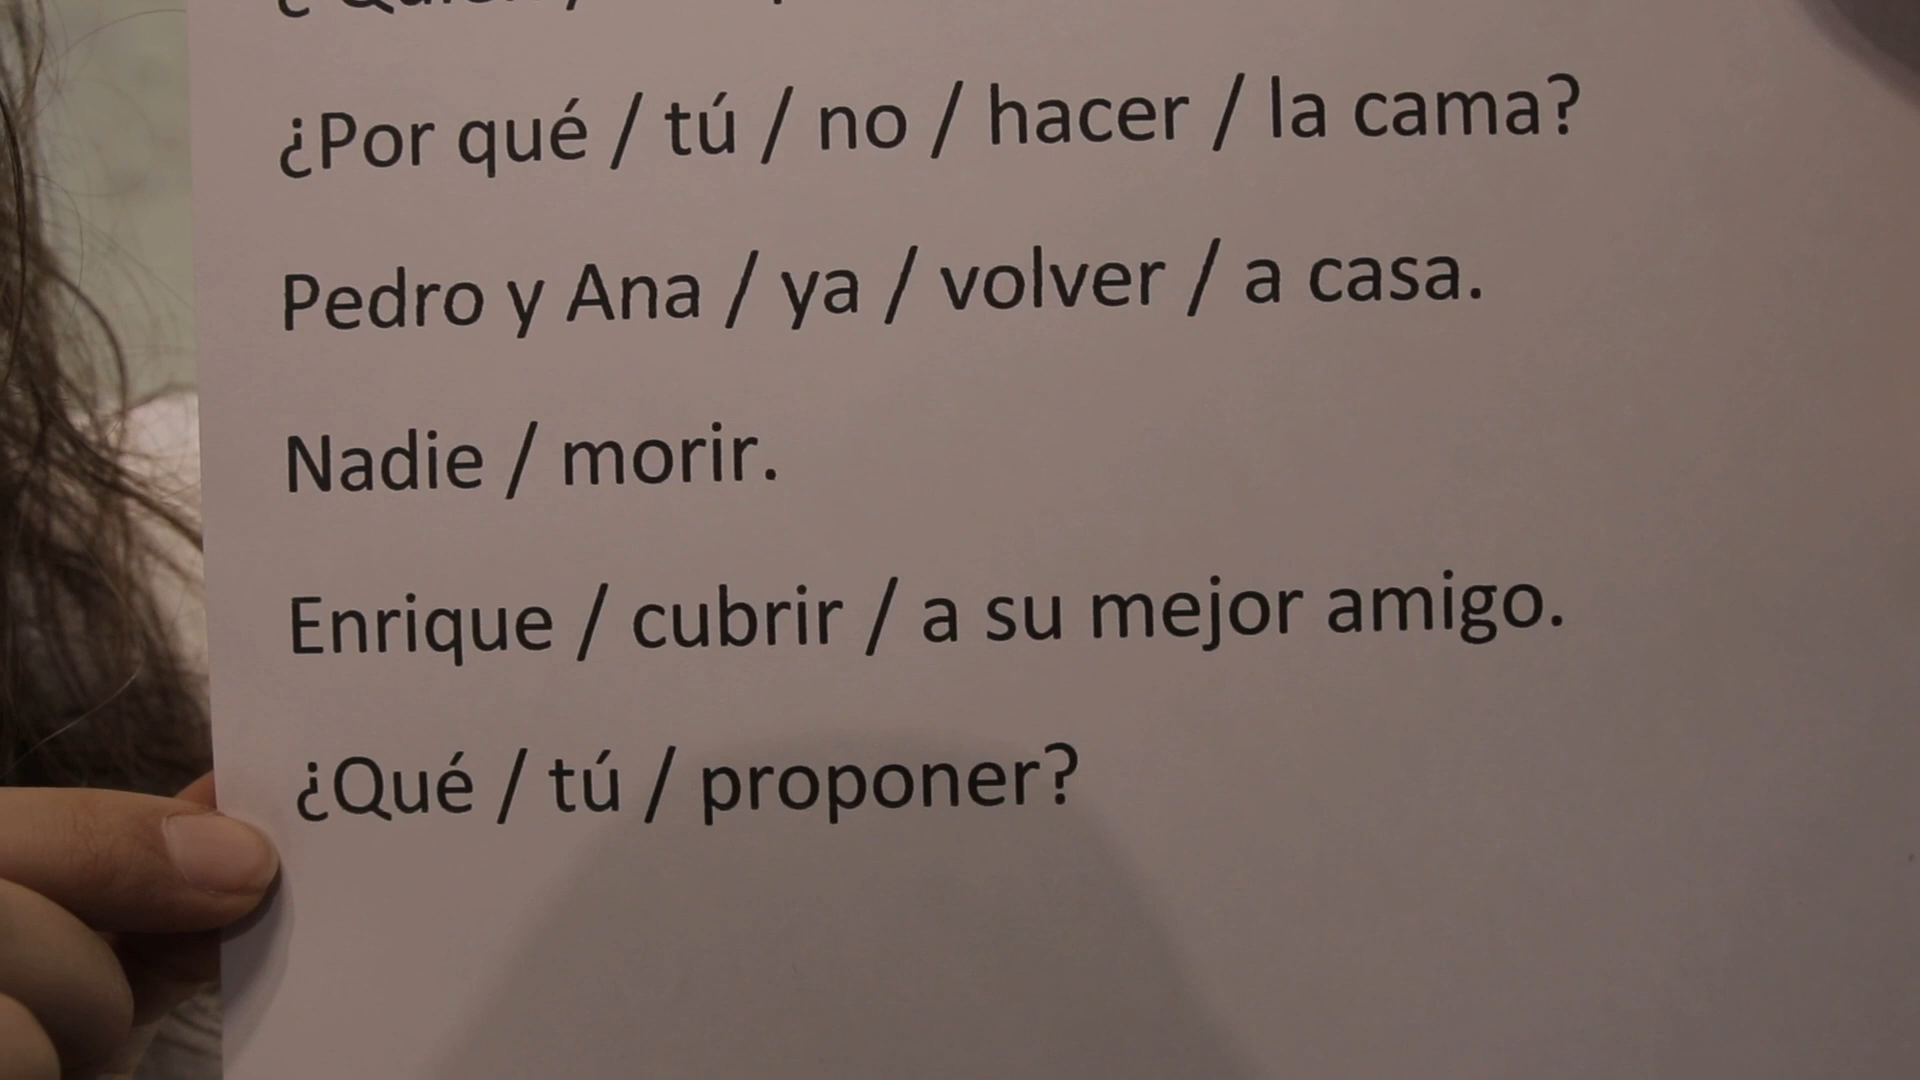 ¿Por qué / tú / no / hacer / la cama?
Pedro y Ana / ya / volver / a casa.
Nadie / morir.
Enrique / cubrir / a su mejor amigo.
¿Qué / tú / proponer?